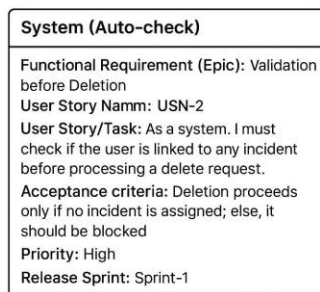 System (Auto-check)
Functional Requirement (Epic): Validation
before Deletion
User Story Namm: USN-2
User Story/Task: As a system. I must
check if the user is linked to any incident
before processing a delete request.
Acceptance criteria: Deletion proceeds
only if no incident is assigned; else, it
should be blocked
Priority: High
Release Sprint: Sprint-1